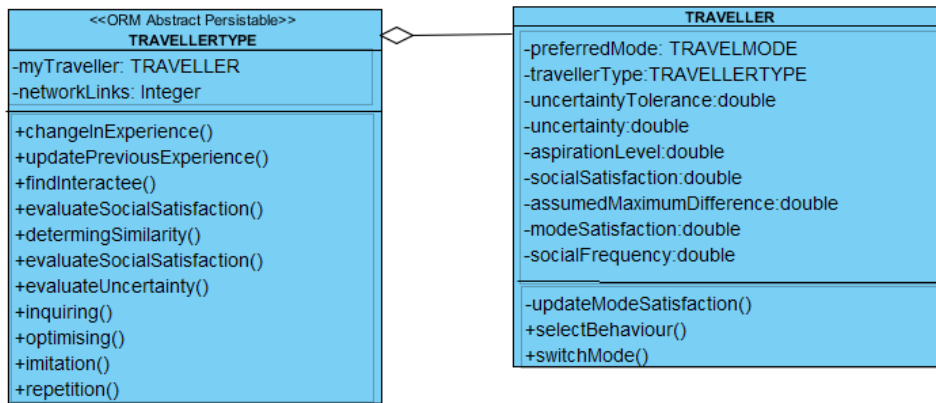 <<ORM Abstract Persistable>>
TRAVELLERTYPE
-myTraveller: TRAVELLER
-networkLinks: Integer
+changeInExperience()
+updatePreviousExperience()
+findInteractee()
+evaluateSocialSatisfaction()
+determingSimilarity()
+evaluateSocialSatisfaction()
+evaluateUncertainty()
+inquiring()
+optimising()
+imitation()
+repetition()
TRAVELLER
-preferredMode: TRAVELMODE
-travellerType:TRAVELLERTYPE
-uncertaintyTolerance:double
-uncertainty:double
-aspirationLevel:double
-socialSatisfaction:double
-assumedMaximumDifference:double
-modeSatisfaction:double
-socialFrequency:double
-updateModeSatisfaction()
+selectBehaviour()
+switchMode()